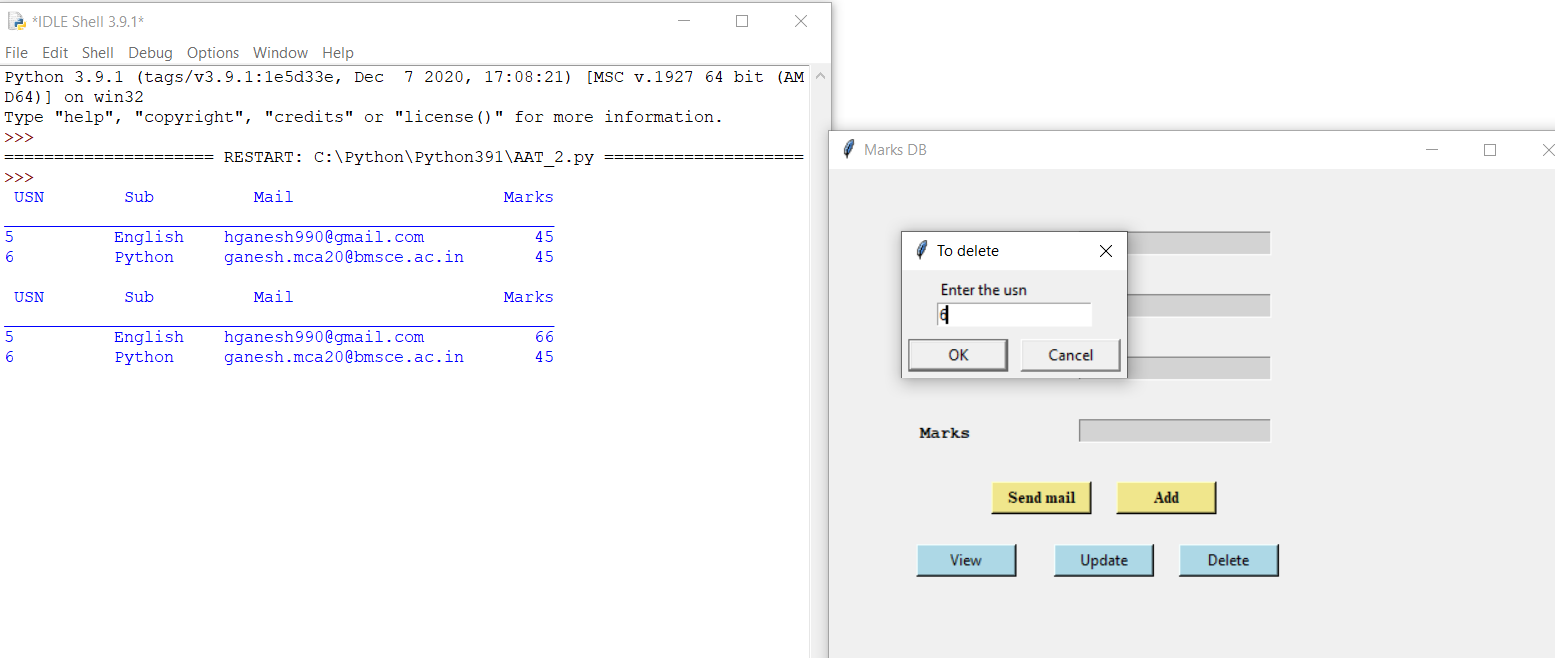 *IDLE Shell 3.9.1*
File Edit Shell Debug Options Window Help
Python 3.9.1 (tags/v3.9.1:1e5d33e, Dec  7 2020, 17:08:21) [MSC v.1927 64 bit (AM
D64)] on win32
Type "help", "copyright", "credits" or "license()" for more information.
>>>
===================== RESTART: C:\Python\Python391\AAT_2.py ====================
>>>
USN Sub Mail Marks
5 English hganesh990@gmail.com 45
6 Python ganesh.mca20@bmsce.ac.in 45
USN Sub Mail Marks
5 English hganesh990@gmail.com 66
6 Python ganesh.mca20@bmsce.ac.in 45
Marks DB
To delete
Enter the usn
6
OK Cancel
Marks
Send mail Add
View Update Delete